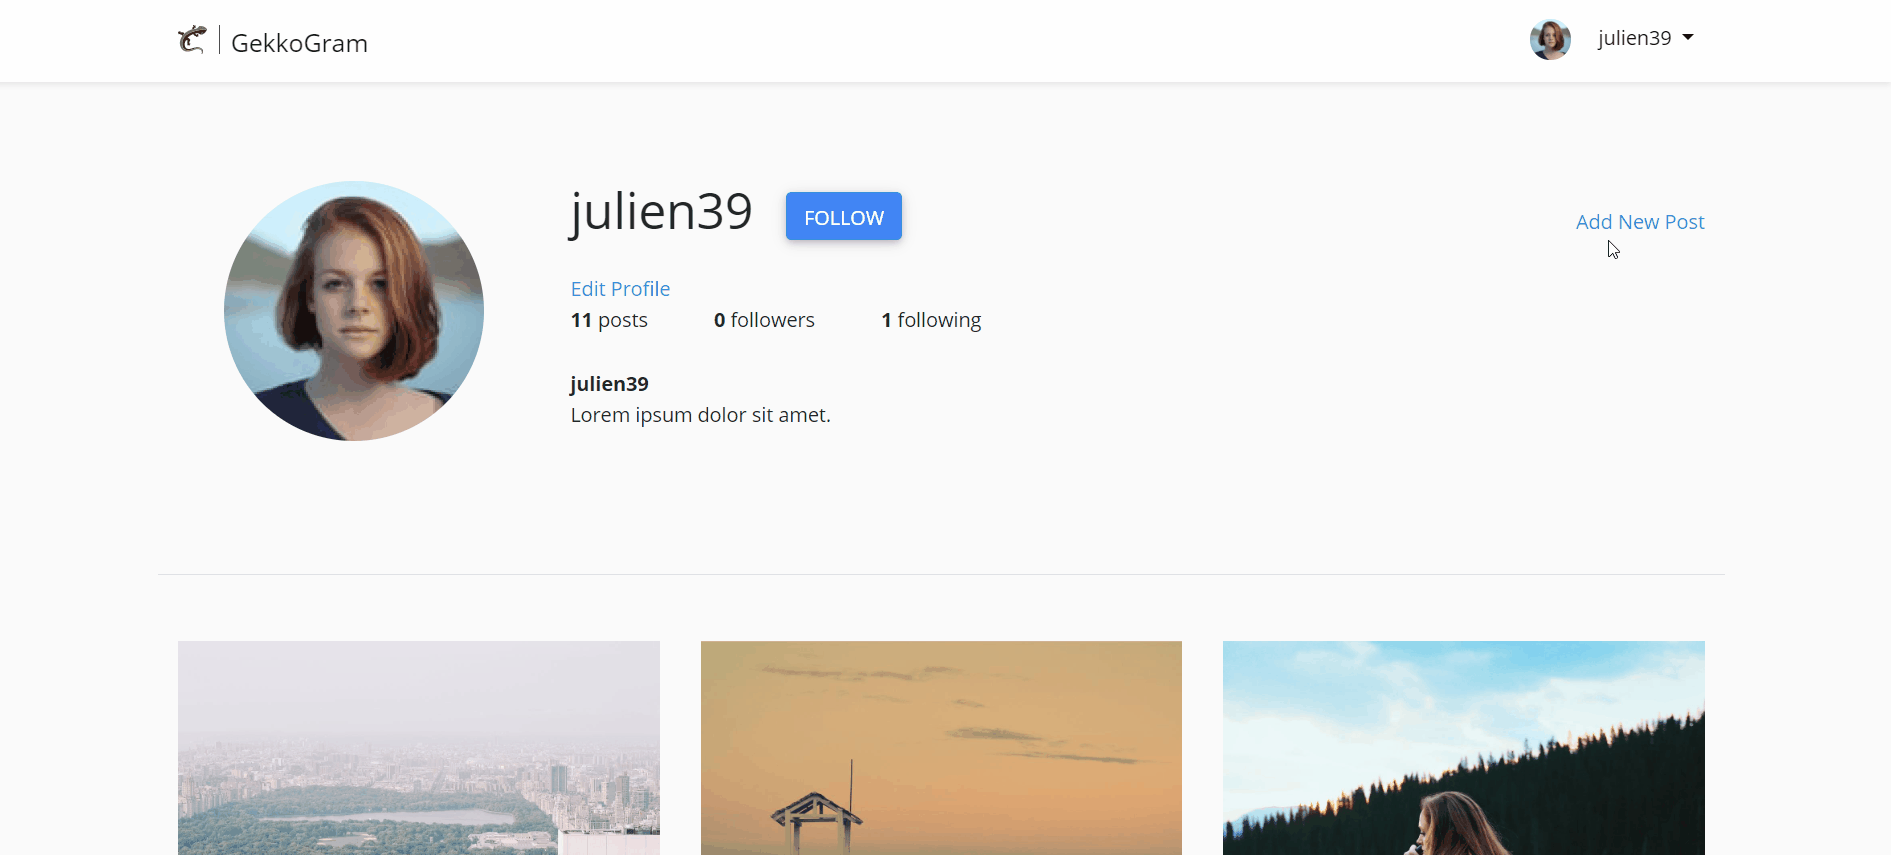 GekkoGram
julien39
julien39
FOLLOW
Add New Post
Edit Profile
11 posts 0 followers 1 following
julien39
Lorem ipsum dolor sit amet.